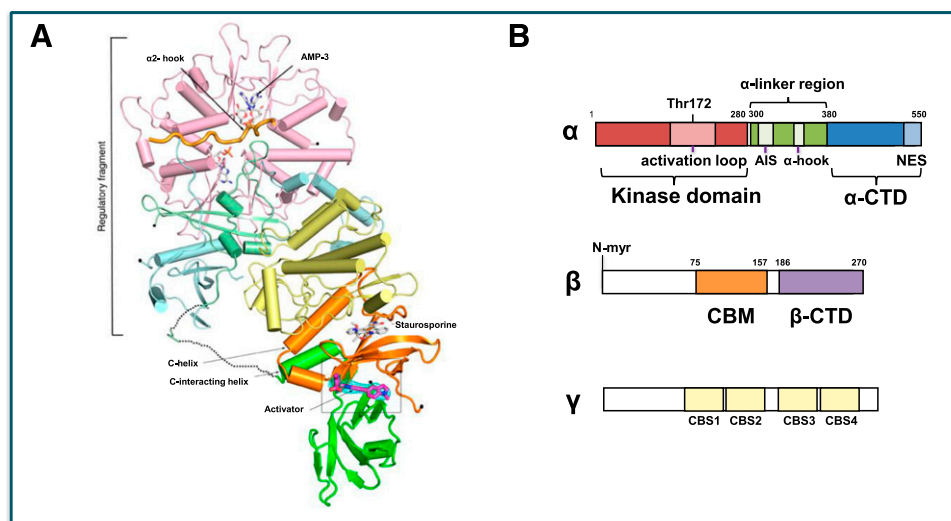 A
B
α2- hook
AMP-3
Regulatory fragment
Staurosporine
C-helix
C-interacting helix
Activator
α-linker region
Thr172
1
280
300
380
550
α
activation loop
AIS
α-hook
NES
Kinase domain
α-CTD
N-myr
75
157
186
270
β
CBM
β-CTD
γ
CBS1
CBS2
CBS3
CBS4